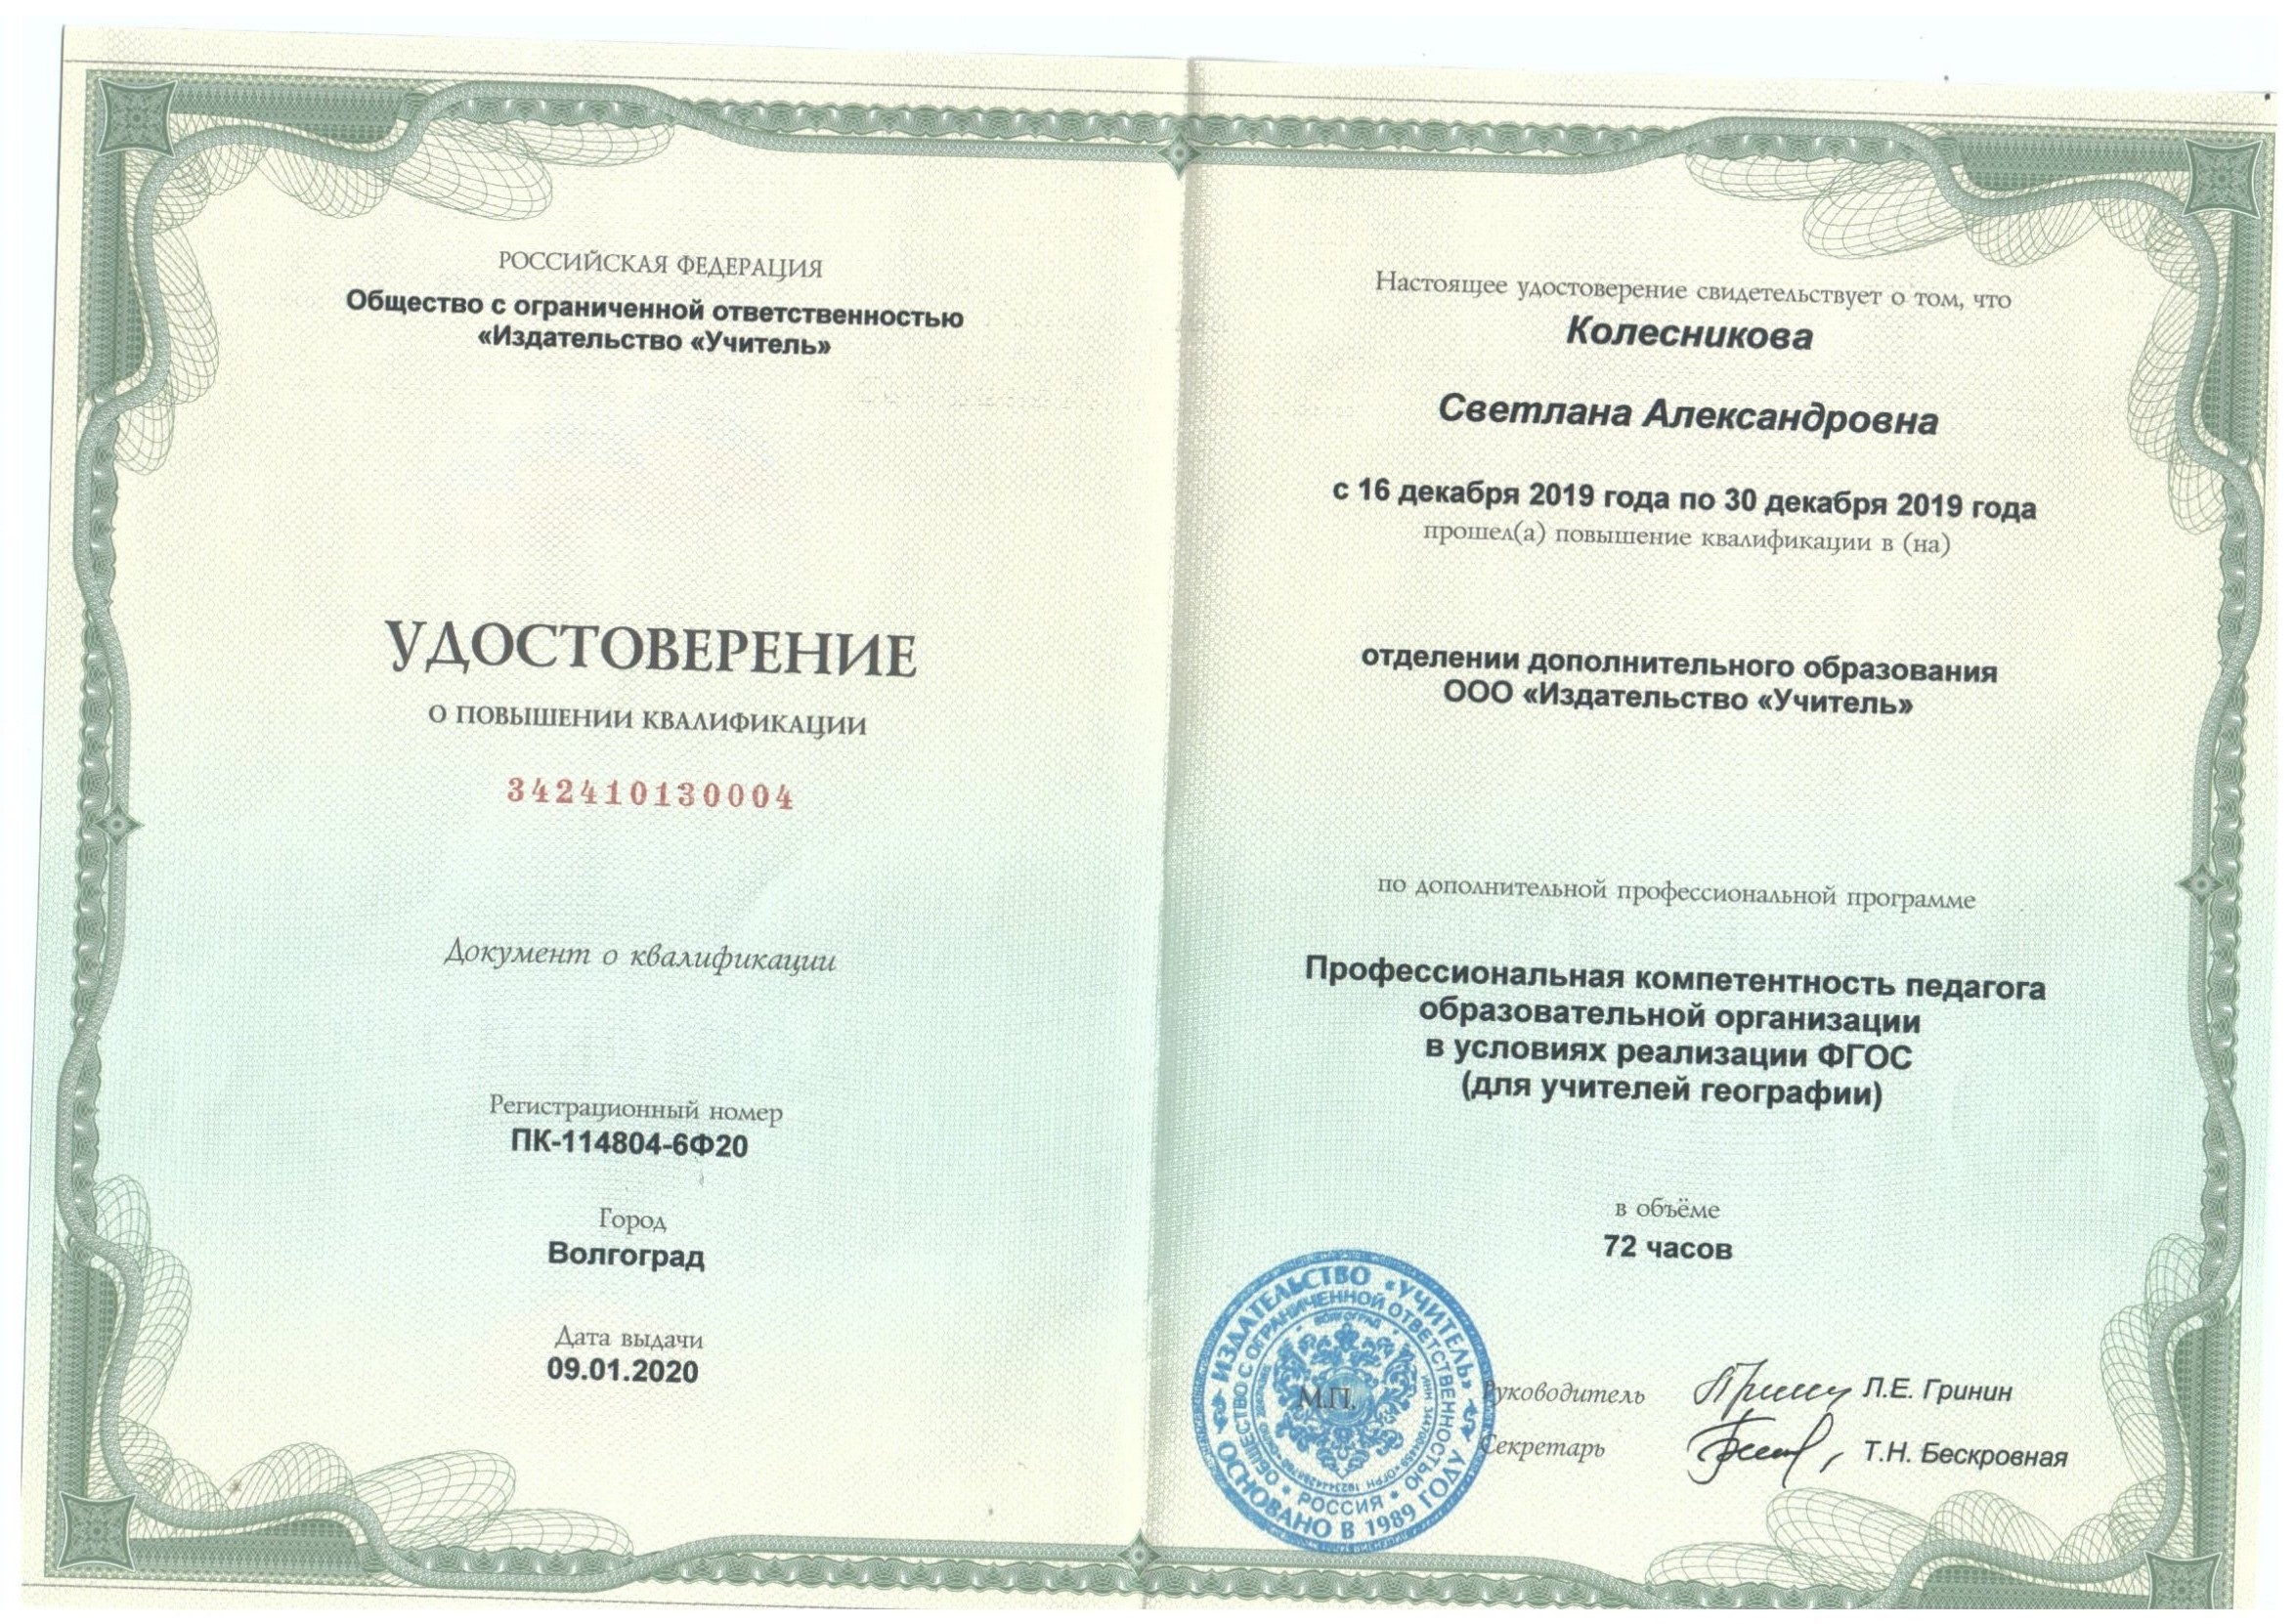 РОССИЙСКАЯ ФЕДЕРАЦИЯ
Общество с ограниченной ответственностью
«Издательство «Учитель»
УДОСТОВЕРЕНИЕ
О ПОВЫШЕНИИ КВАЛИФИКАЦИИ
342410130004
Документ о квалификации
Регистрационный номер
ПК-114804-6Ф20
Город
Волгоград
Дата выдачи
09.01.2020
Настоящее удостоверение свидетельствует о том, что
Колесникова
Светлана Александровна
с 16 декабря 2019 года по 30 декабря 2019 года
прошел(а) повышение квалификации в (на)
отделении дополнительного образования
ООО «Издательство «Учитель»
по дополнительной профессиональной программе
Профессиональная компетентность педагога
образовательной организации
в условиях реализации ФГОС
(для учителей географии)
в объёме
72 часов
М.П.
Руководитель Л.Е. Гринин
Секретарь Т.Н. Бескровная
ИЗДАТЕЛЬСТВО «УЧИТЕЛЬ»
ОСНОВАНО В 1989 ГОДУ
ОБЩЕСТВО С ОГРАНИЧЕННОЙ ОТВЕТСТВЕННОСТЬЮ
РОССИЯ
ВОЛГОГРАД